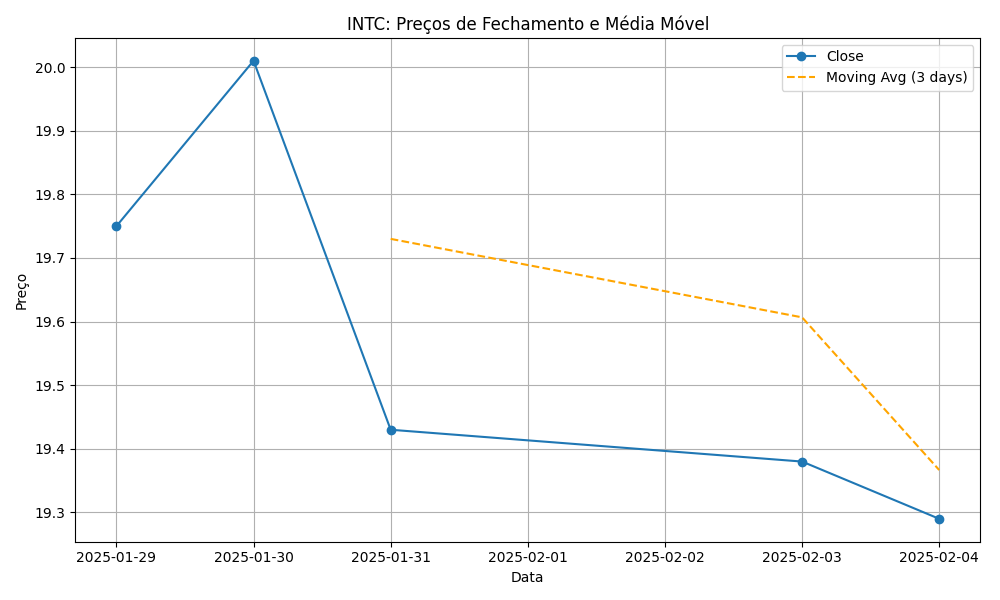 INTC: Preços de Fechamento e Média Móvel
Close
Moving Avg (3 days)
20.0
19.9
19.8
19.7
19.6
19.5
19.4
19.3
Preço
2025-01-29 2025-01-30 2025-01-31 2025-02-01 2025-02-02 2025-02-03 2025-02-04
Data